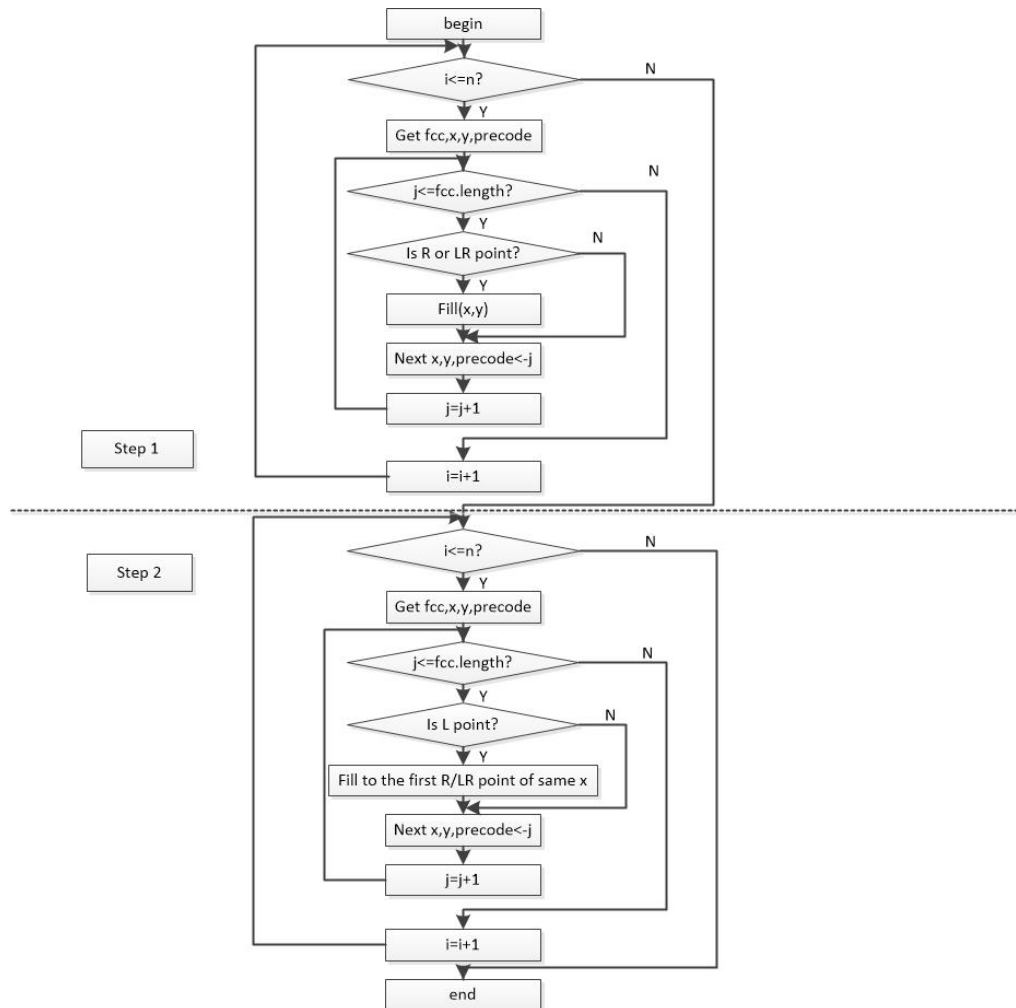 begin
i<=n?
N
Y
Get fcc,x,y,precode
j<=fcc.length?
N
Y
Is R or LR point?
N
Y
Fill(x,y)
Next x,y,precode<-j
j=j+1
Step 1
i=i+1
i<=n?
N
Step 2
Y
Get fcc,x,y,precode
j<=fcc.length?
N
Y
Is L point?
N
Y
Fill to the first R/LR point of same x
Next x,y,precode<-j
j=j+1
i=i+1
end